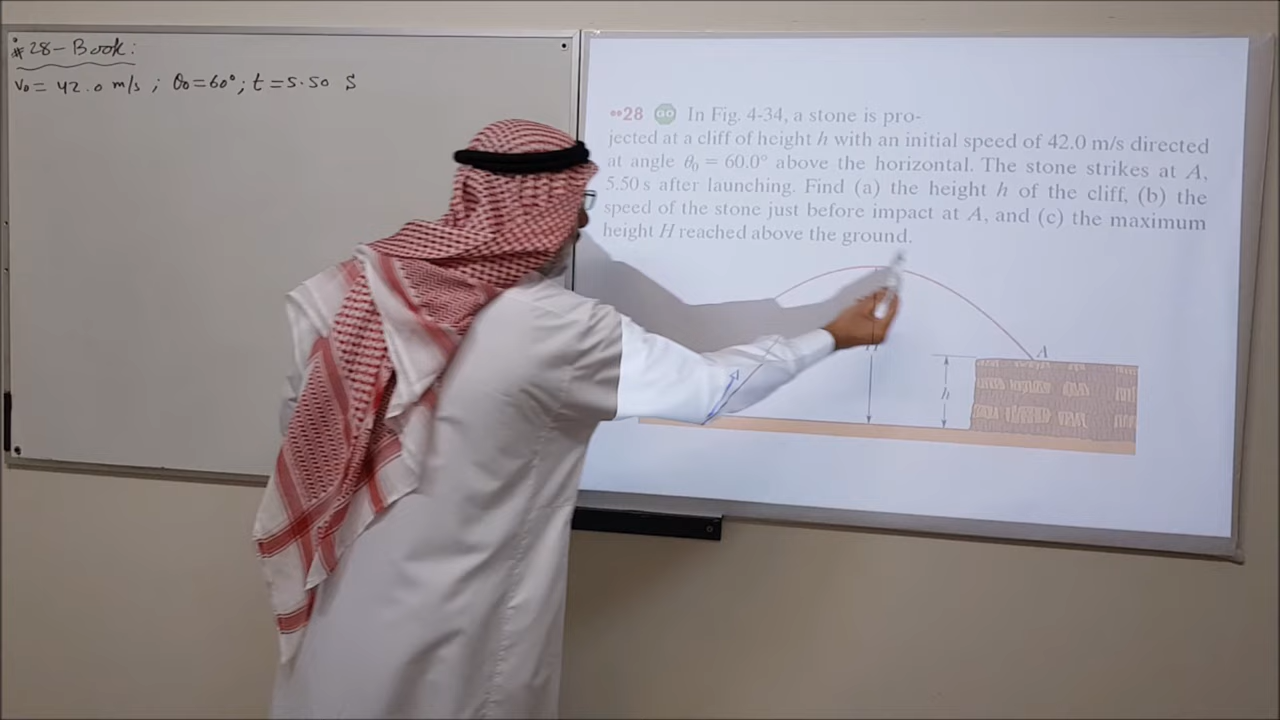 #28-Book:
v₀ = 42.0 m/s ; θ₀=60°; t=5.50 S
••28 GO In Fig. 4-34, a stone is pro-
jected at a cliff of height h with an initial speed of 42.0 m/s directed
at angle θ₀ = 60.0° above the horizontal. The stone strikes at A,
5.50 s after launching. Find (a) the height h of the cliff, (b) the
speed of the stone just before impact at A, and (c) the maximum
height H reached above the ground.
A
H
h